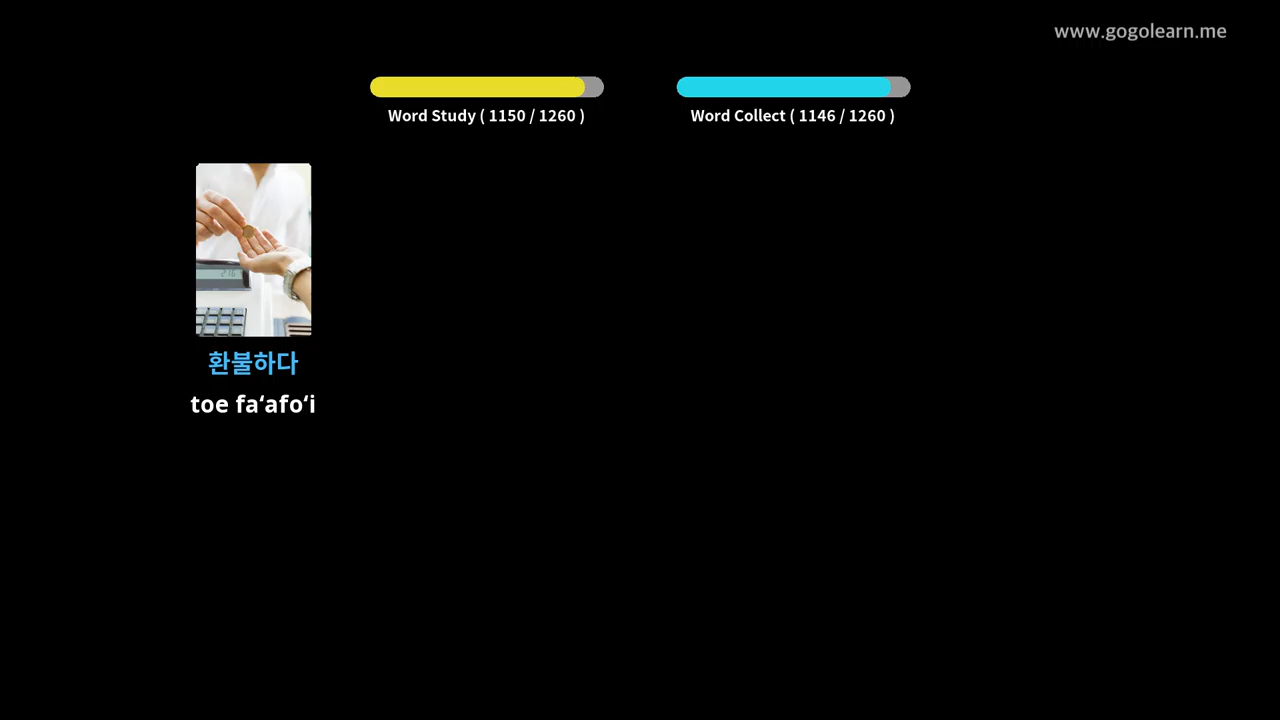 www.gogolearn.me
Word Study ( 1150 / 1260 )
Word Collect ( 1146 / 1260 )
환불하다
toe fa‘afo‘i